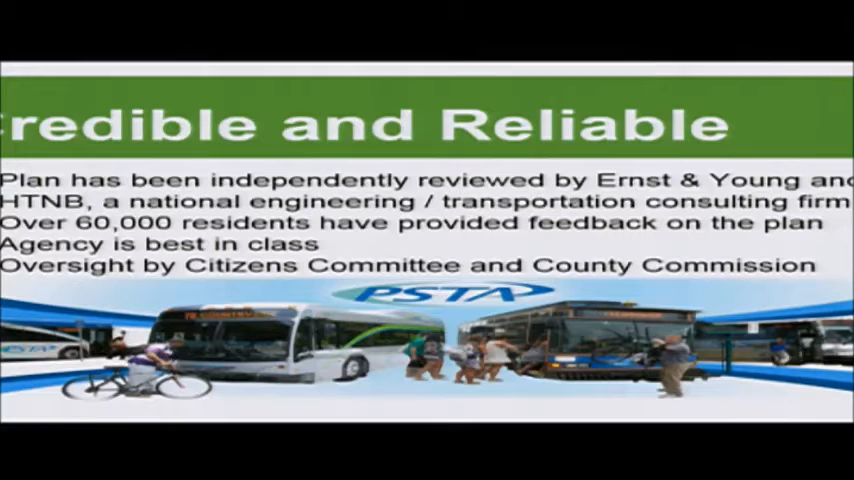 redible and Reliable
Plan has been independently reviewed by Ernst & Young and
HTNB, a national engineering / transportation consulting firm
Over 60,000 residents have provided feedback on the plan
Agency is best in class
Oversight by Citizens Committee and County Commission
PSTA